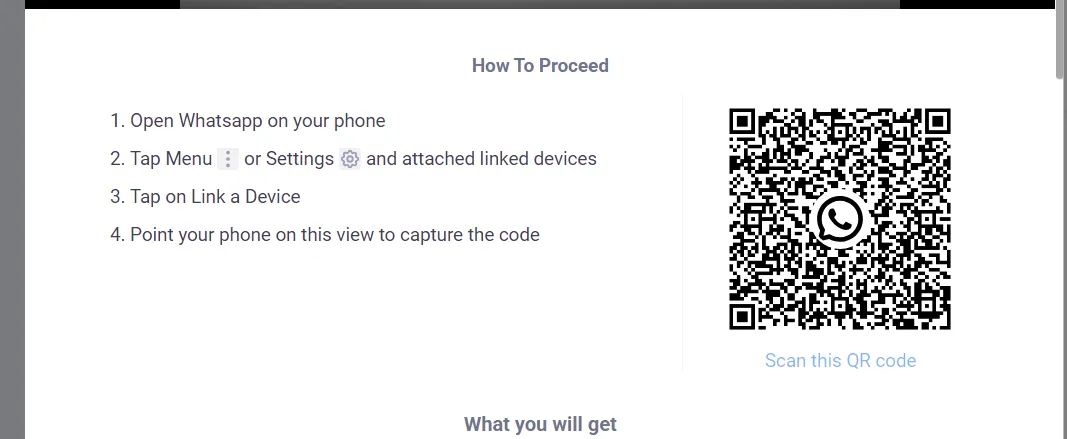 How To Proceed
1. Open Whatsapp on your phone
2. Tap Menu or Settings and attached linked devices
3. Tap on Link a Device
4. Point your phone on this view to capture the code
Scan this QR code
What you will get